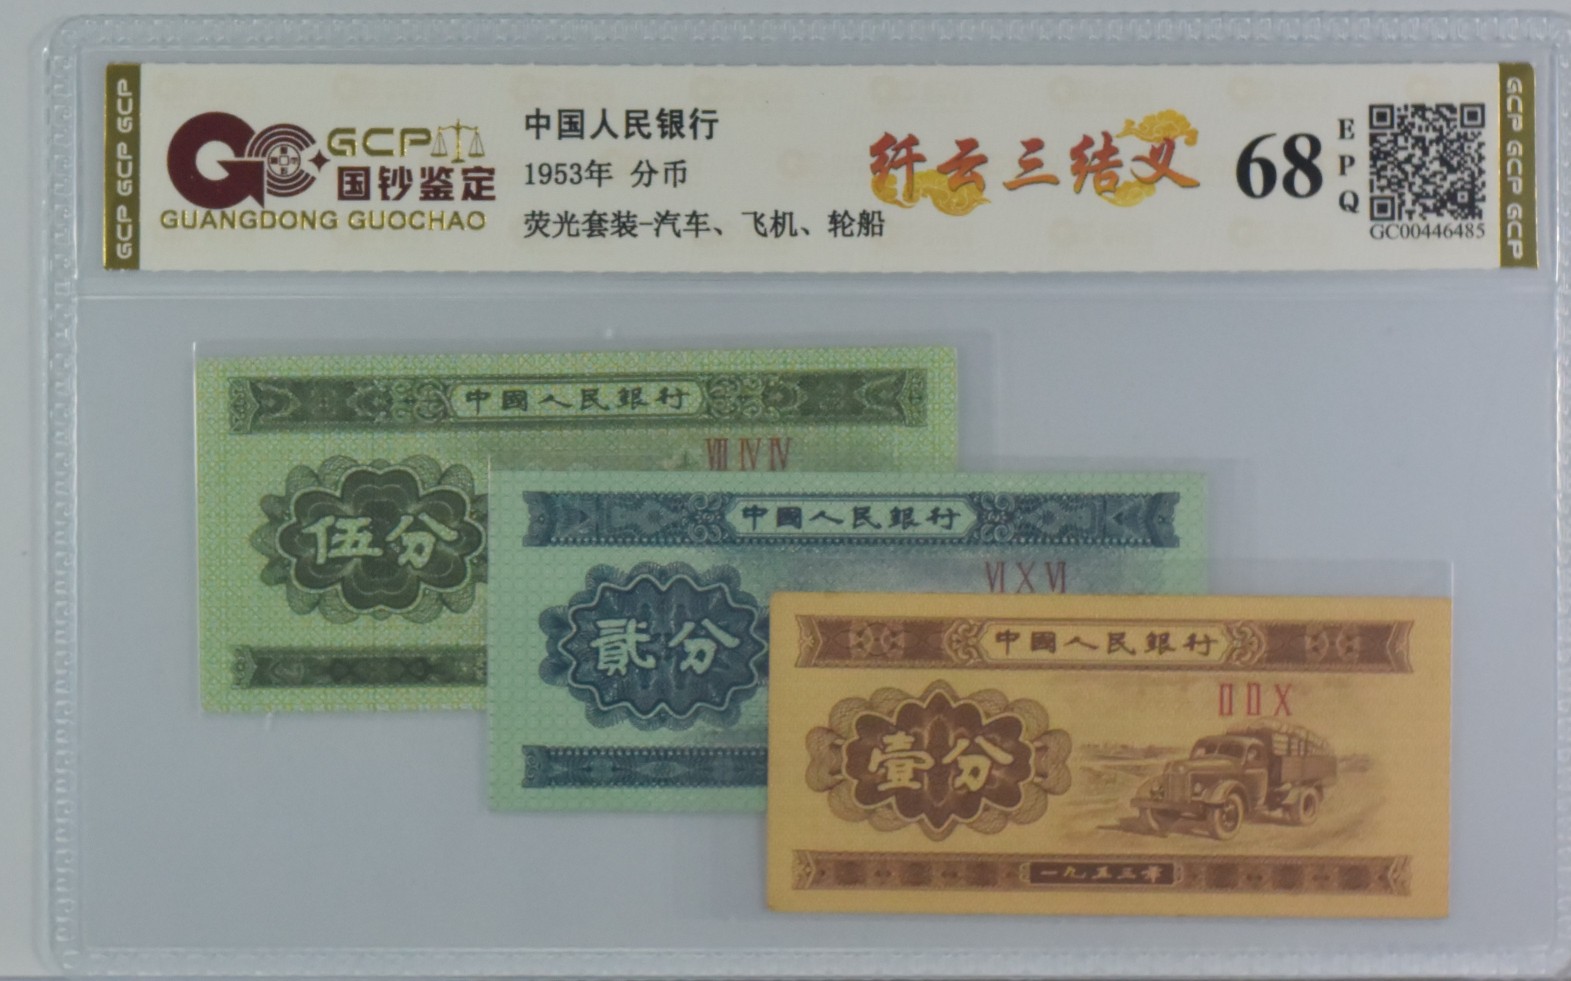 GCP GCP GCP
GCP
国钞鉴定
GUANGDONG GUOCHAO
中国人民银行
1953年 分币
荧光套装-汽车、飞机、轮船
纤云三结义
68
EPQ
GC00446485
GCP GCP GCP
中國人民銀行
VIII IV IV
伍分
中國人民銀行
VI X VI
貳分
中國人民銀行
II II X
壹分
一九五三年